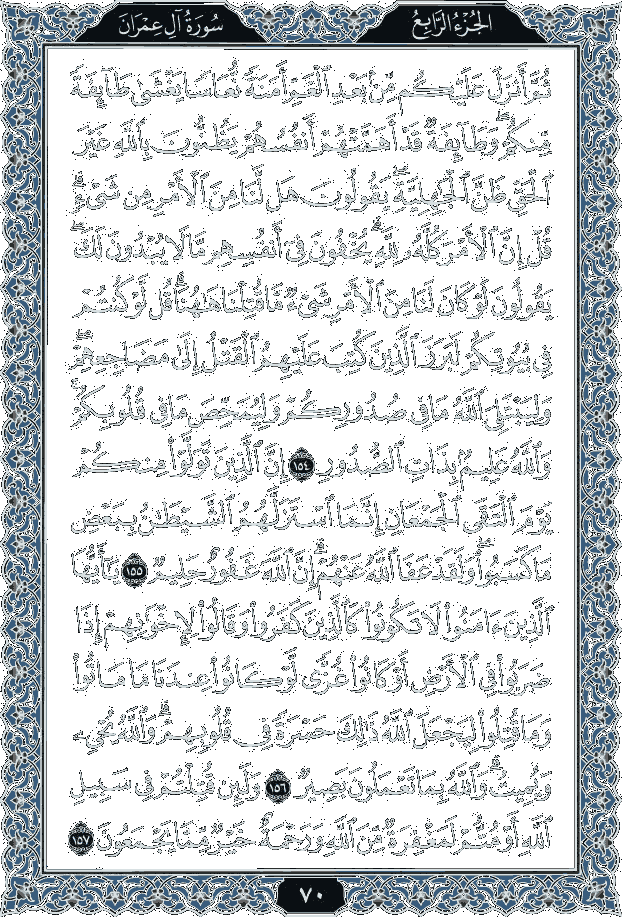 الجُزْءُ الرَّابِعُ
سُورَةُ آلِ عِمْرَانَ
ثُمَّ أَنزَلَ عَلَيْكُم مِّنۢ بَعْدِ ٱلْغَمِّ أَمَنَةً نُّعَاسًا يَغْشَىٰ طَآئِفَةً
مِّنكُمْ ۖ وَطَآئِفَةٌ قَدْ أَهَمَّتْهُمْ أَنفُسُهُمْ يَظُنُّونَ بِٱللَّهِ غَيْرَ
ٱلْحَقِّ ظَنَّ ٱلْجَٰهِلِيَّةِ ۖ يَقُولُونَ هَل لَّنَا مِنَ ٱلْأَمْرِ مِن شَىْءٍ ۗ
قُلْ إِنَّ ٱلْأَمْرَ كُلَّهُۥ لِلَّهِ ۗ يُخْفُونَ فِىٓ أَنفُسِهِم مَّا لَا يُبْدُونَ لَكَ ۖ
يَقُولُونَ لَوْ كَانَ لَنَا مِنَ ٱلْأَمْرِ شَىْءٌ مَّا قُتِلْنَا هَٰهُنَا ۗ قُل لَّوْ كُنتُمْ
فِى بُيُوتِكُمْ لَبَرَزَ ٱلَّذِينَ كُتِبَ عَلَيْهِمُ ٱلْقَتْلُ إِلَىٰ مَضَاجِعِهِمْ ۖ
وَلِيَبْتَلِىَ ٱللَّهُ مَا فِى صُدُورِكُمْ وَلِيُمَحِّصَ مَا فِى قُلُوبِكُمْ ۗ
وَٱللَّهُ عَلِيمٌۢ بِذَاتِ ٱلصُّدُورِ ١٥٤ إِنَّ ٱلَّذِينَ تَوَلَّوْا۟ مِنكُمْ
يَوْمَ ٱلْتَقَى ٱلْجَمْعَانِ إِنَّمَا ٱسْتَزَلَّهُمُ ٱلشَّيْطَٰنُ بِبَعْضِ
مَا كَسَبُوا۟ ۖ وَلَقَدْ عَفَا ٱللَّهُ عَنْهُمْ ۗ إِنَّ ٱللَّهَ غَفُورٌ حَلِيمٌ ١٥٥ يَٰٓأَيُّهَا
ٱلَّذِينَ ءَامَنُوا۟ لَا تَكُونُوا۟ كَٱلَّذِينَ كَفَرُوا۟ وَقَالُوا۟ لِإِخْوَٰنِهِمْ إِذَا
ضَرَبُوا۟ فِى ٱلْأَرْضِ أَوْ كَانُوا۟ غُزًّى لَّوْ كَانُوا۟ عِندَنَا مَا مَاتُوا۟
وَمَا قُتِلُوا۟ لِيَجْعَلَ ٱللَّهُ ذَٰلِكَ حَسْرَةً فِى قُلُوبِهِمْ ۗ وَٱللَّهُ يُحْىِۦ
وَيُمِيتُ ۗ وَٱللَّهُ بِمَا تَعْمَلُونَ بَصِيرٌ ١٥٦ وَلَئِن قُتِلْتُمْ فِى سَبِيلِ
ٱللَّهِ أَوْ مُتُّمْ لَمَغْفِرَةٌ مِّنَ ٱللَّهِ وَرَحْمَةٌ خَيْرٌ مِّمَّا يَجْمَعُونَ ١٥٧
٧٠